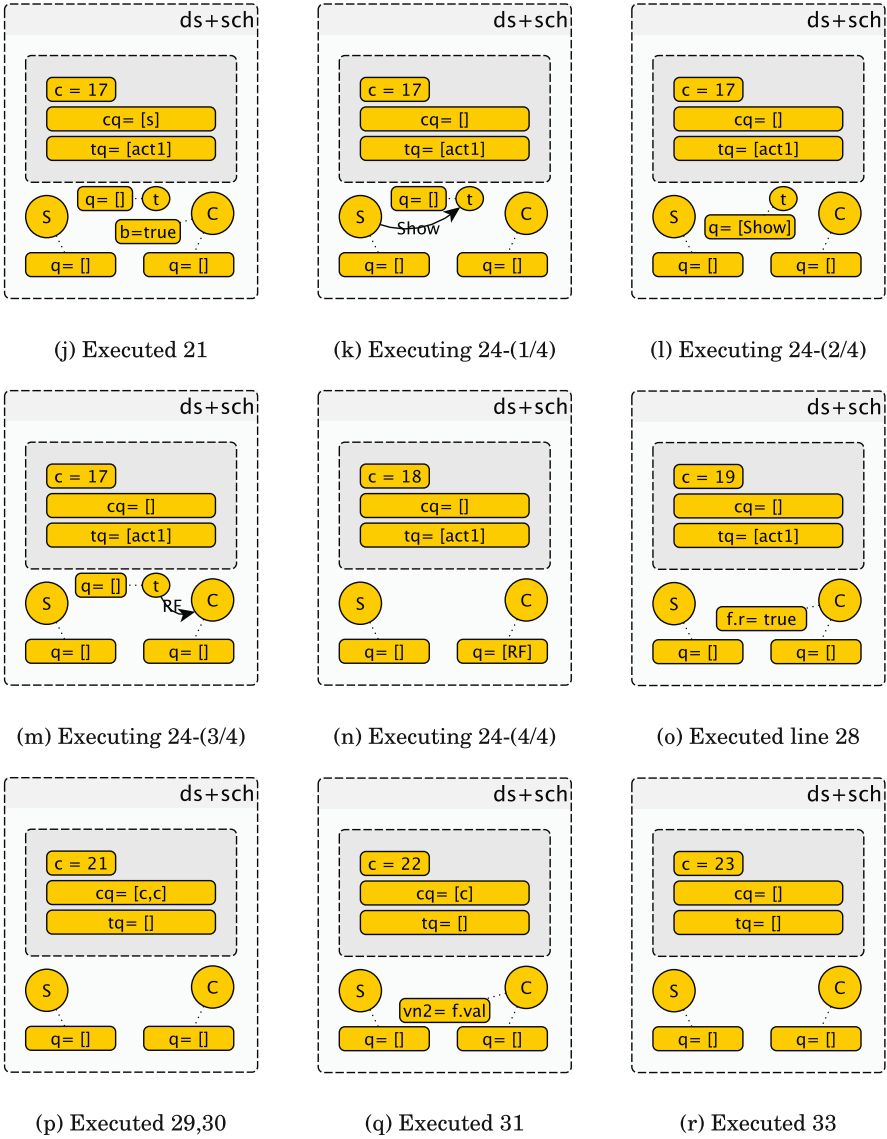 ds+sch
c = 17
cq= [s]
tq= [act1]
q= [] t
S C
b=true
q= [] q= []
(j) Executed 21
ds+sch
c = 17
cq= []
tq= [act1]
q= [] t
S C
Show
q= [] q= []
(k) Executing 24-(1/4)
ds+sch
c = 17
cq= []
tq= [act1]
t
S C
q= [Show]
q= [] q= []
(l) Executing 24-(2/4)
ds+sch
c = 17
cq= []
tq= [act1]
q= [] t
S C
RF
q= [] q= []
(m) Executing 24-(3/4)
ds+sch
c = 18
cq= []
tq= [act1]
S C
q= [] q= [RF]
(n) Executing 24-(4/4)
ds+sch
c = 19
cq= []
tq= [act1]
S C
f.r= true
q= [] q= []
(o) Executed line 28
ds+sch
c = 21
cq= [c,c]
tq= []
S C
q= [] q= []
(p) Executed 29,30
ds+sch
c = 22
cq= [c]
tq= []
S C
vn2= f.val
q= [] q= []
(q) Executed 31
ds+sch
c = 23
cq= []
tq= []
S C
q= [] q= []
(r) Executed 33